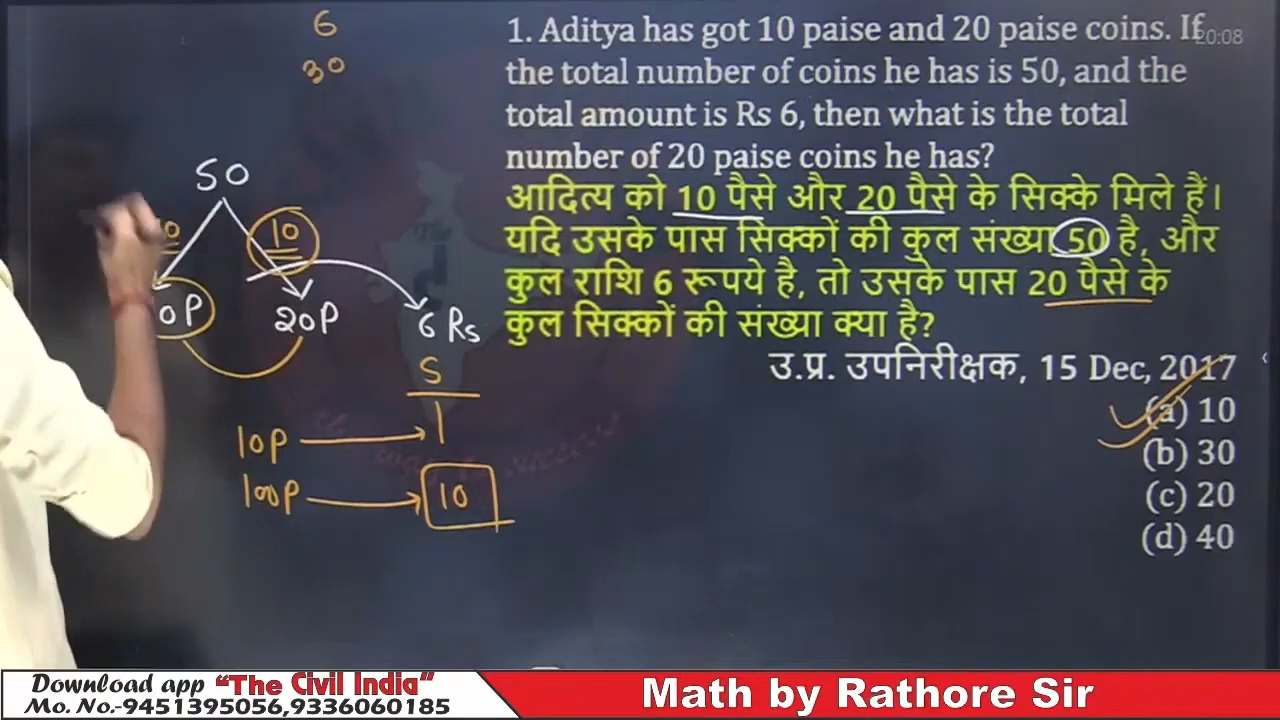 6
30
1. Aditya has got 10 paise and 20 paise coins. If
20:08
the total number of coins he has is 50, and the
total amount is Rs 6, then what is the total
number of 20 paise coins he has?
आदित्य को 10 पैसे और 20 पैसे के सिक्के मिले हैं।
यदि उसके पास सिक्कों की कुल संख्या 50 है, और
कुल राशि 6 रूपये है, तो उसके पास 20 पैसे के
कुल सिक्कों की संख्या क्या है?
उ.प्र. उपनिरीक्षक, 15 Dec, 2017
(a) 10
(b) 30
(c) 20
(d) 40
50
10
20P
6 Rs
5
10P 1
100P 10
Download app "The Civil India"
Mo. No.-9451395056,9336060185
Math by Rathore Sir